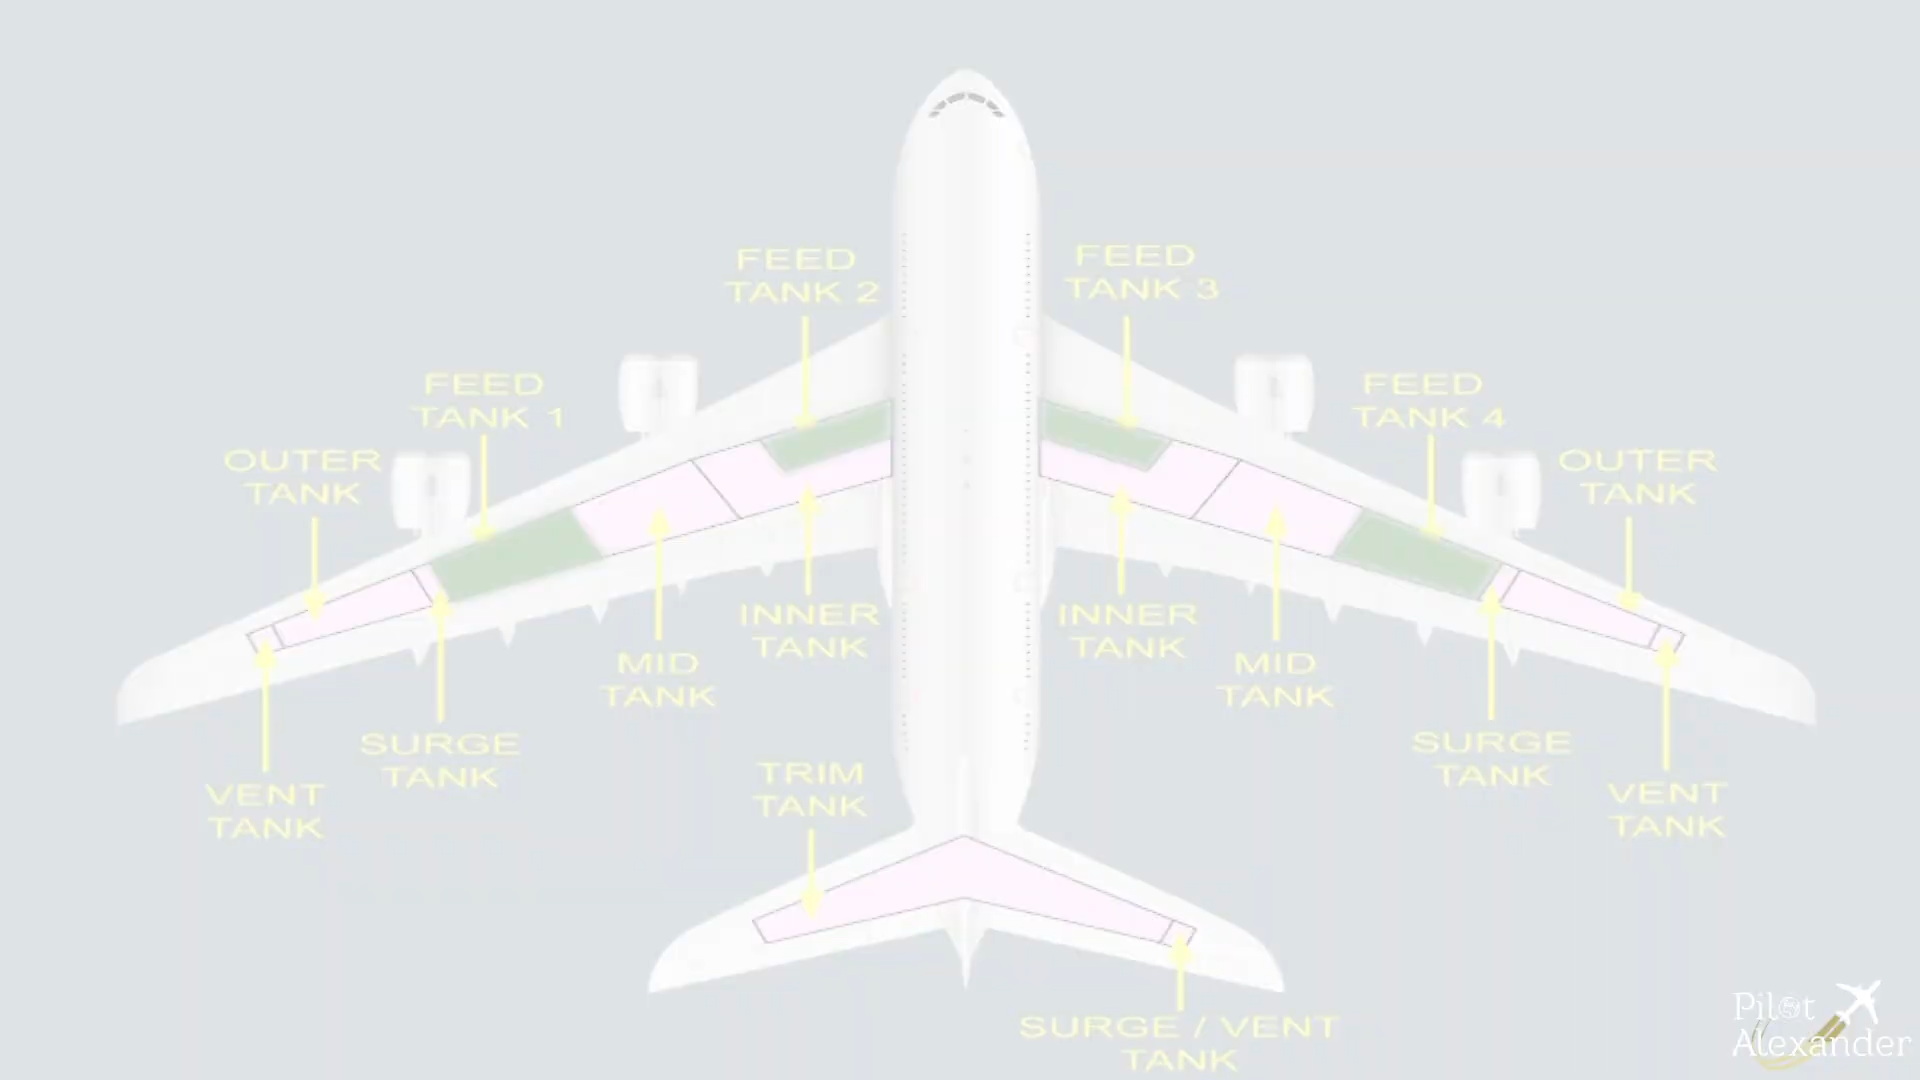 FEED
TANK 2
FEED
TANK 3
FEED
TANK 1
FEED
TANK 4
OUTER
TANK
OUTER
TANK
INNER
TANK
INNER
TANK
MID
TANK
MID
TANK
SURGE
TANK
SURGE
TANK
TRIM
TANK
VENT
TANK
VENT
TANK
SURGE / VENT
TANK
Pilot
Alexander